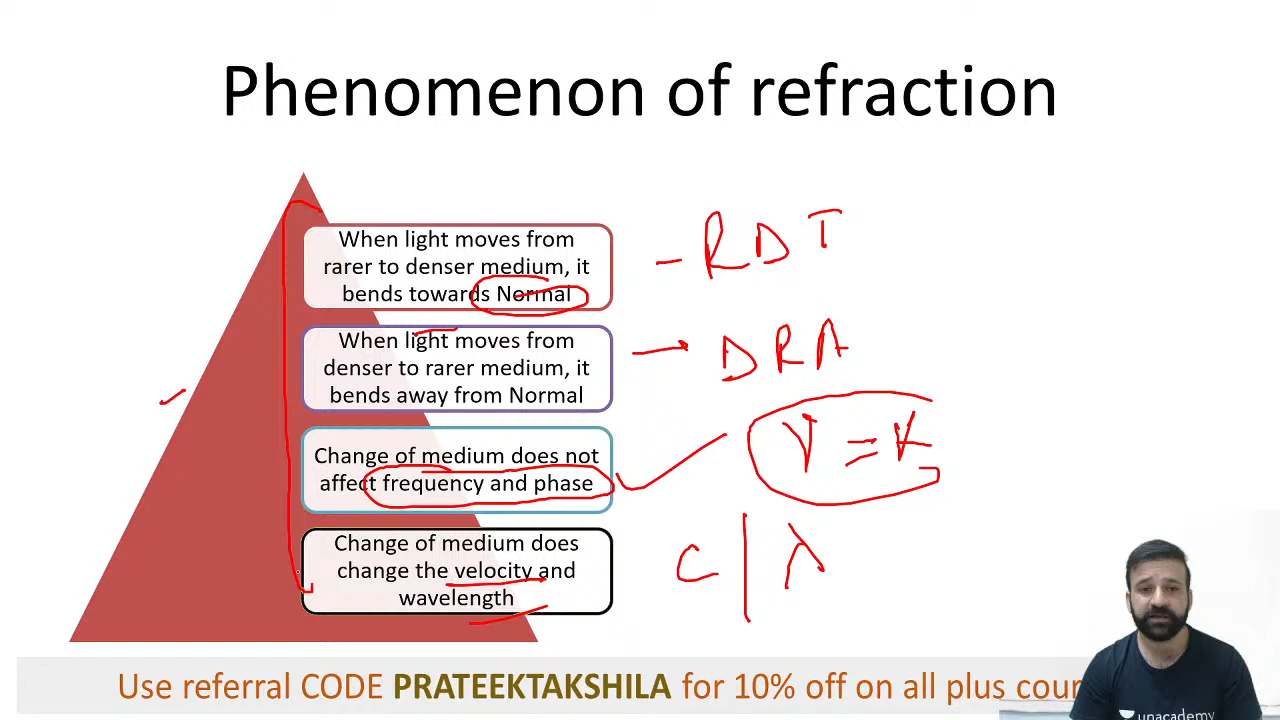 Phenomenon of refraction
When light moves from
rarer to denser medium, it
bends towards Normal
- RDT
When light moves from
denser to rarer medium, it
bends away from Normal
→ DRA
Change of medium does not
affect frequency and phase
ν = K
Change of medium does
change the velocity and
wavelength
C | λ
Use referral CODE PRATEEKTAKSHILA for 10% off on all plus cour
unacademy